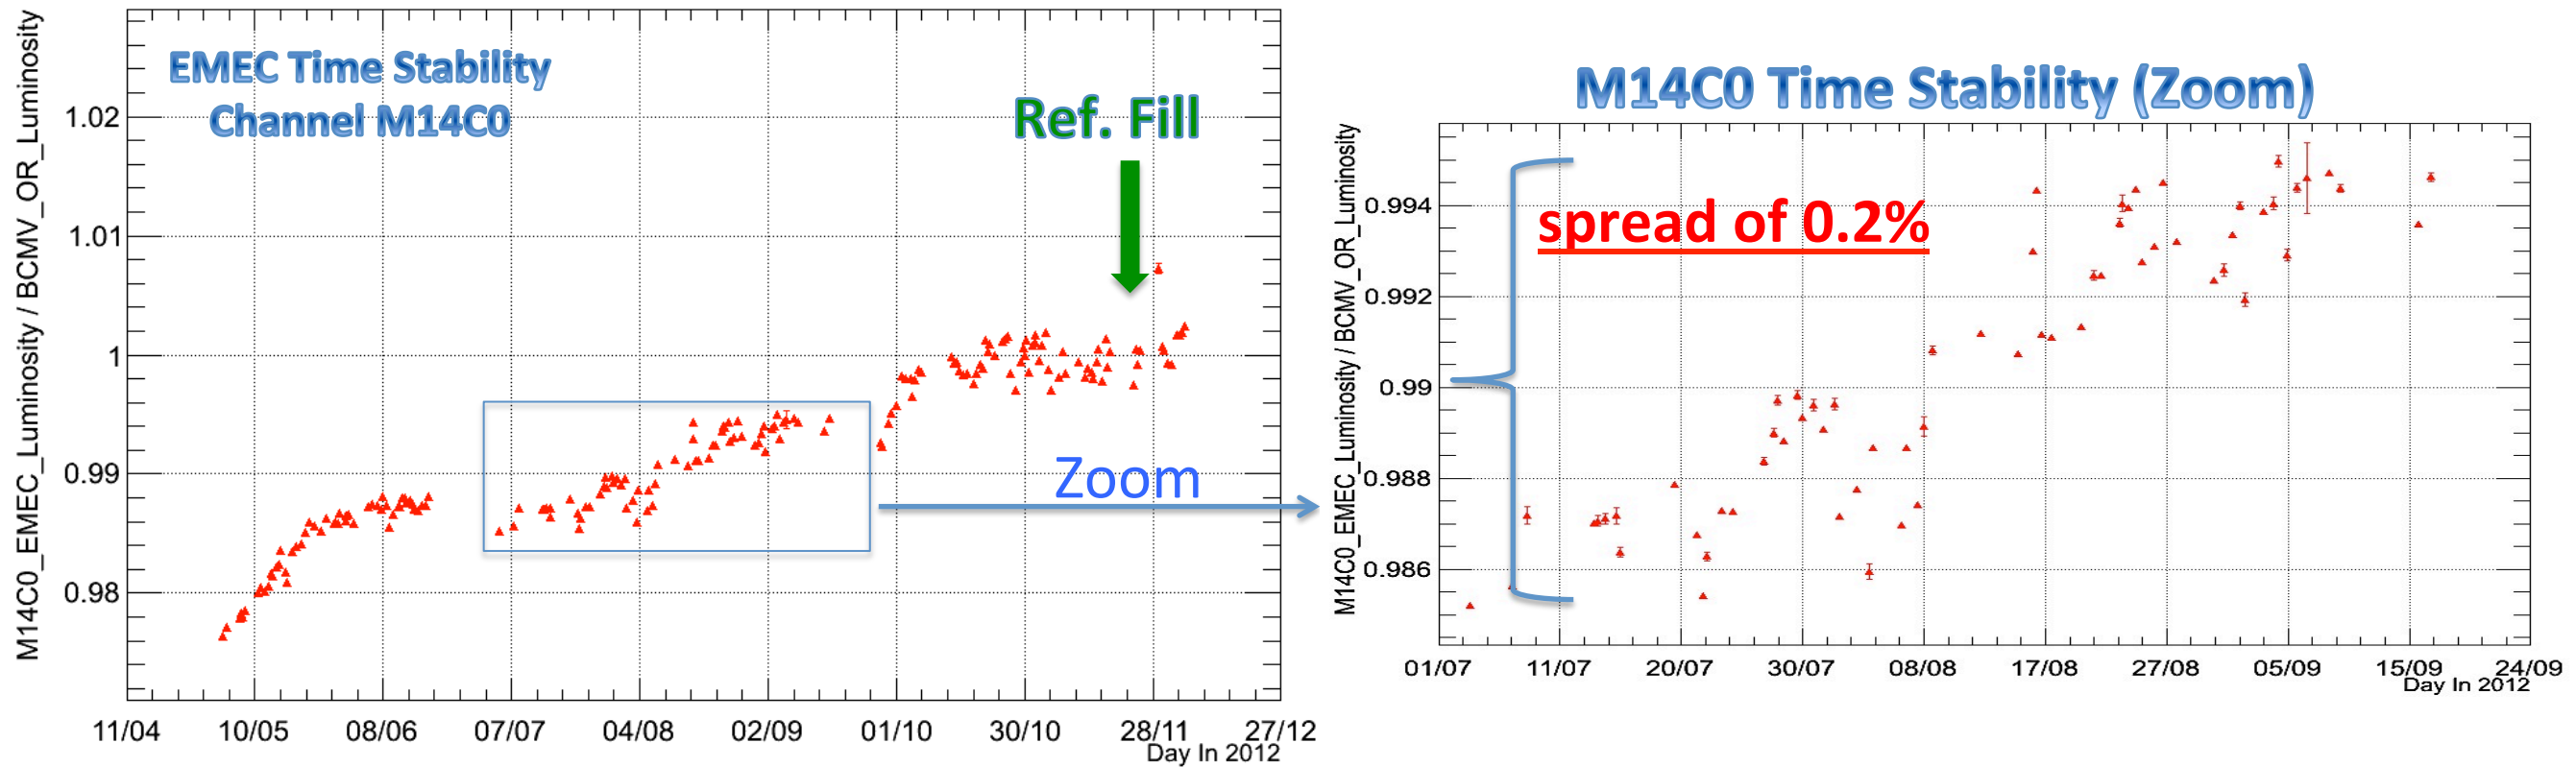 EMEC Time Stability
Channel M14C0
Ref. Fill
Zoom
M14C0_EMEC_Luminosity / BCMV_OR_Luminosity
1.02
1.01
1
0.99
0.98
11/04 10/05 08/06 07/07 04/08 02/09 01/10 30/10 28/11 27/12
Day In 2012
M14C0 Time Stability (Zoom)
spread of 0.2%
M14C0_EMEC_Luminosity / BCMV_OR_Luminosity
0.994
0.992
0.99
0.988
0.986
01/07 11/07 20/07 30/07 08/08 17/08 27/08 05/09 15/09 24/09
Day In 2012